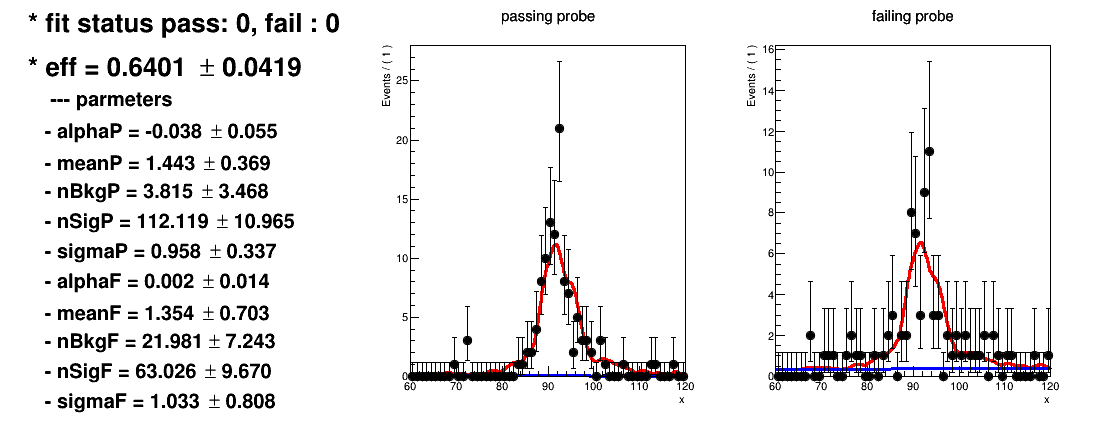 * fit status pass: 0, fail : 0
* eff = 0.6401 ± 0.0419
--- parmeters
- alphaP = -0.038 ± 0.055
- meanP = 1.443 ± 0.369
- nBkgP = 3.815 ± 3.468
- nSigP = 112.119 ± 10.965
- sigmaP = 0.958 ± 0.337
- alphaF = 0.002 ± 0.014
- meanF = 1.354 ± 0.703
- nBkgF = 21.981 ± 7.243
- nSigF = 63.026 ± 9.670
- sigmaF = 1.033 ± 0.808
passing probe
Events / ( 1 )
25
20
15
10
5
0
60 70 80 90 100 110 120
x
failing probe
Events / ( 1 )
16
14
12
10
8
6
4
2
0
60 70 80 90 100 110 120
x